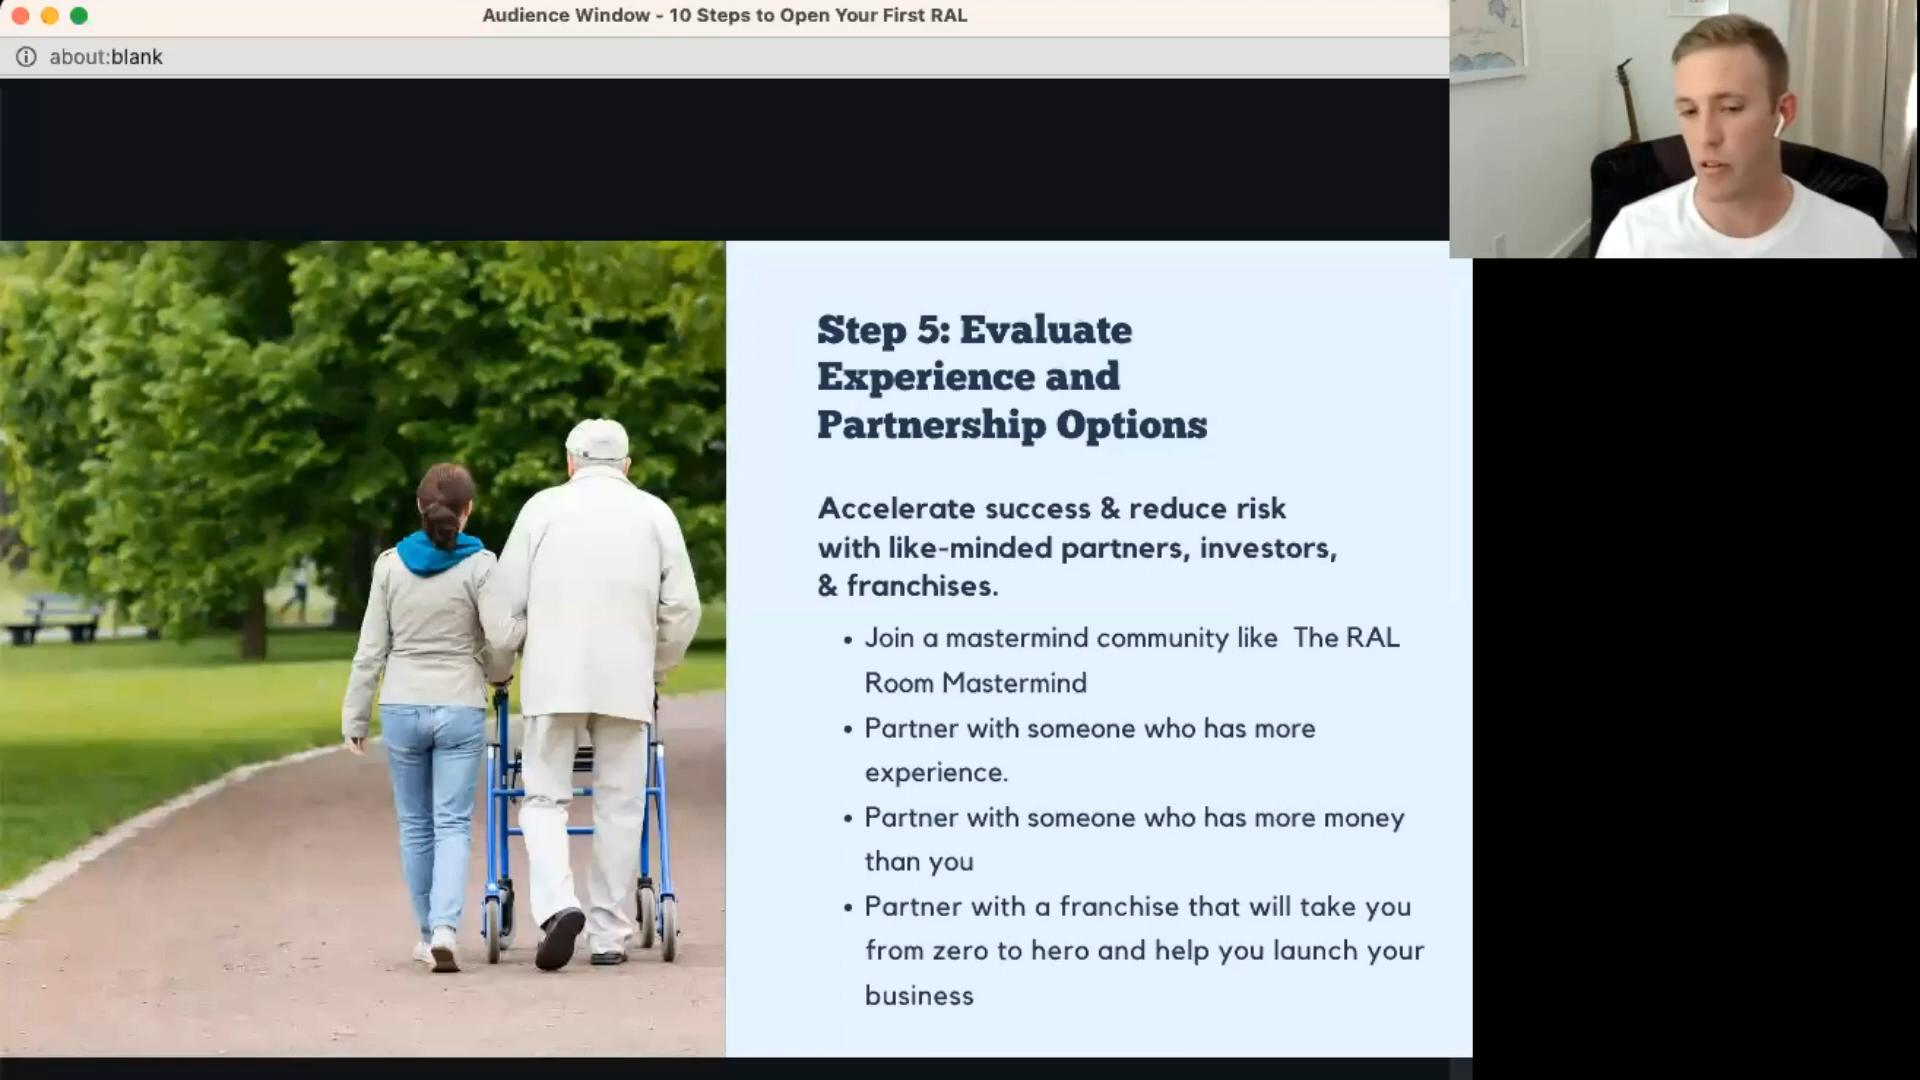 Audience Window - 10 Steps to Open Your First RAL
about:blank
Step 5: Evaluate
Experience and
Partnership Options
Accelerate success & reduce risk
with like-minded partners, investors,
& franchises.
• Join a mastermind community like The RAL
Room Mastermind
• Partner with someone who has more
experience.
• Partner with someone who has more money
than you
• Partner with a franchise that will take you
from zero to hero and help you launch your
business